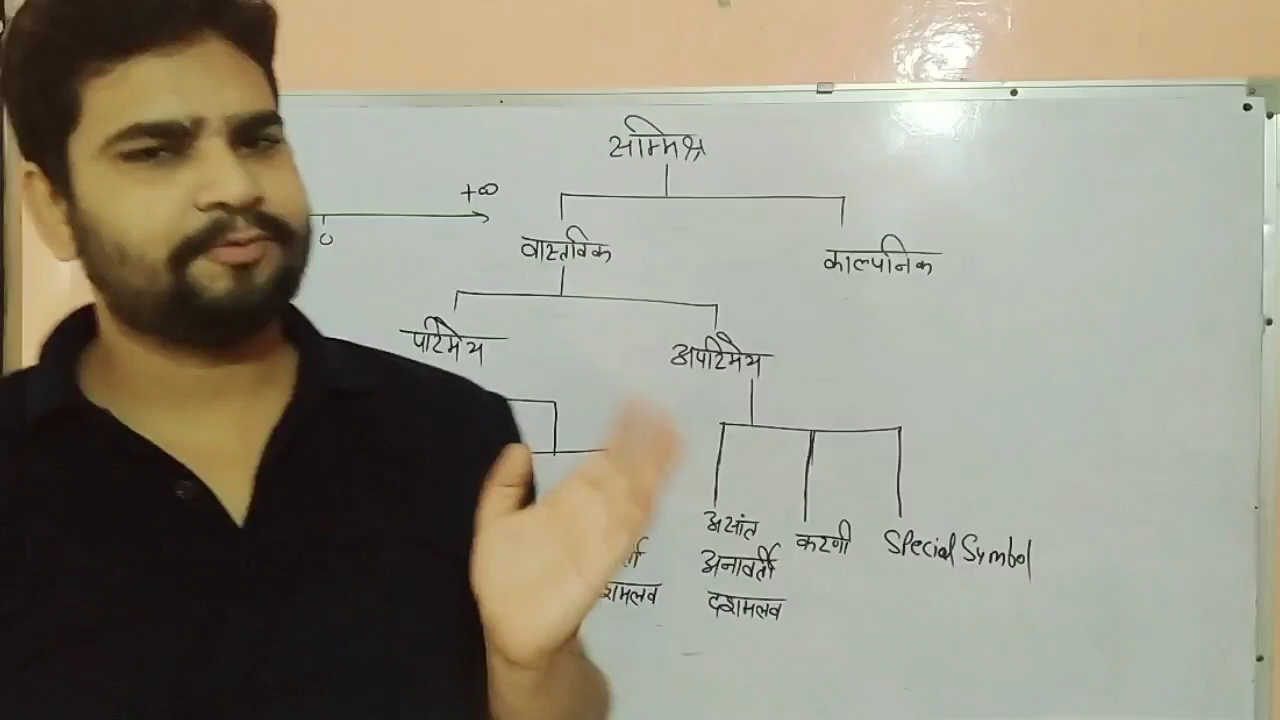 सम्मिश्र
+∞
0
वास्तविक
काल्पनिक
परिमेय
अपरिमेय
असांत करणी Special Symbol
अनावर्ती
दशमलव